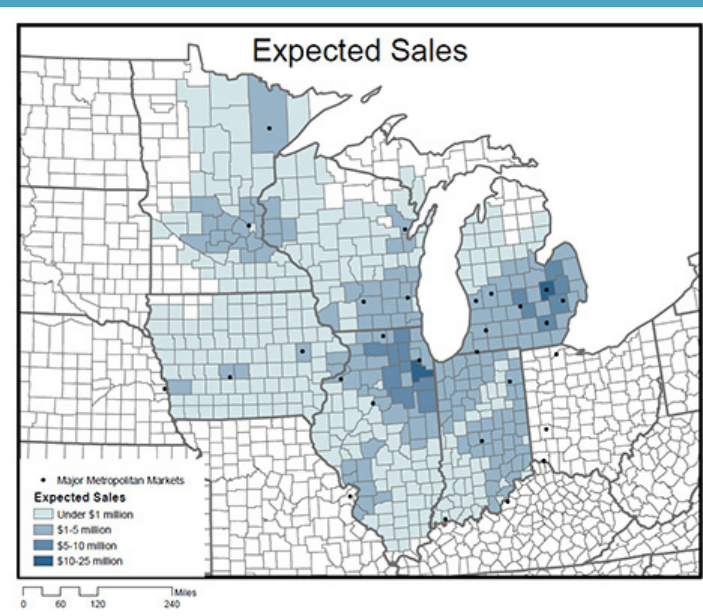 Expected Sales
• Major Metropolitan Markets
Expected Sales
Under $1 million
$1-5 million
$5-10 million
$10-25 million
Miles
0 60 120 240